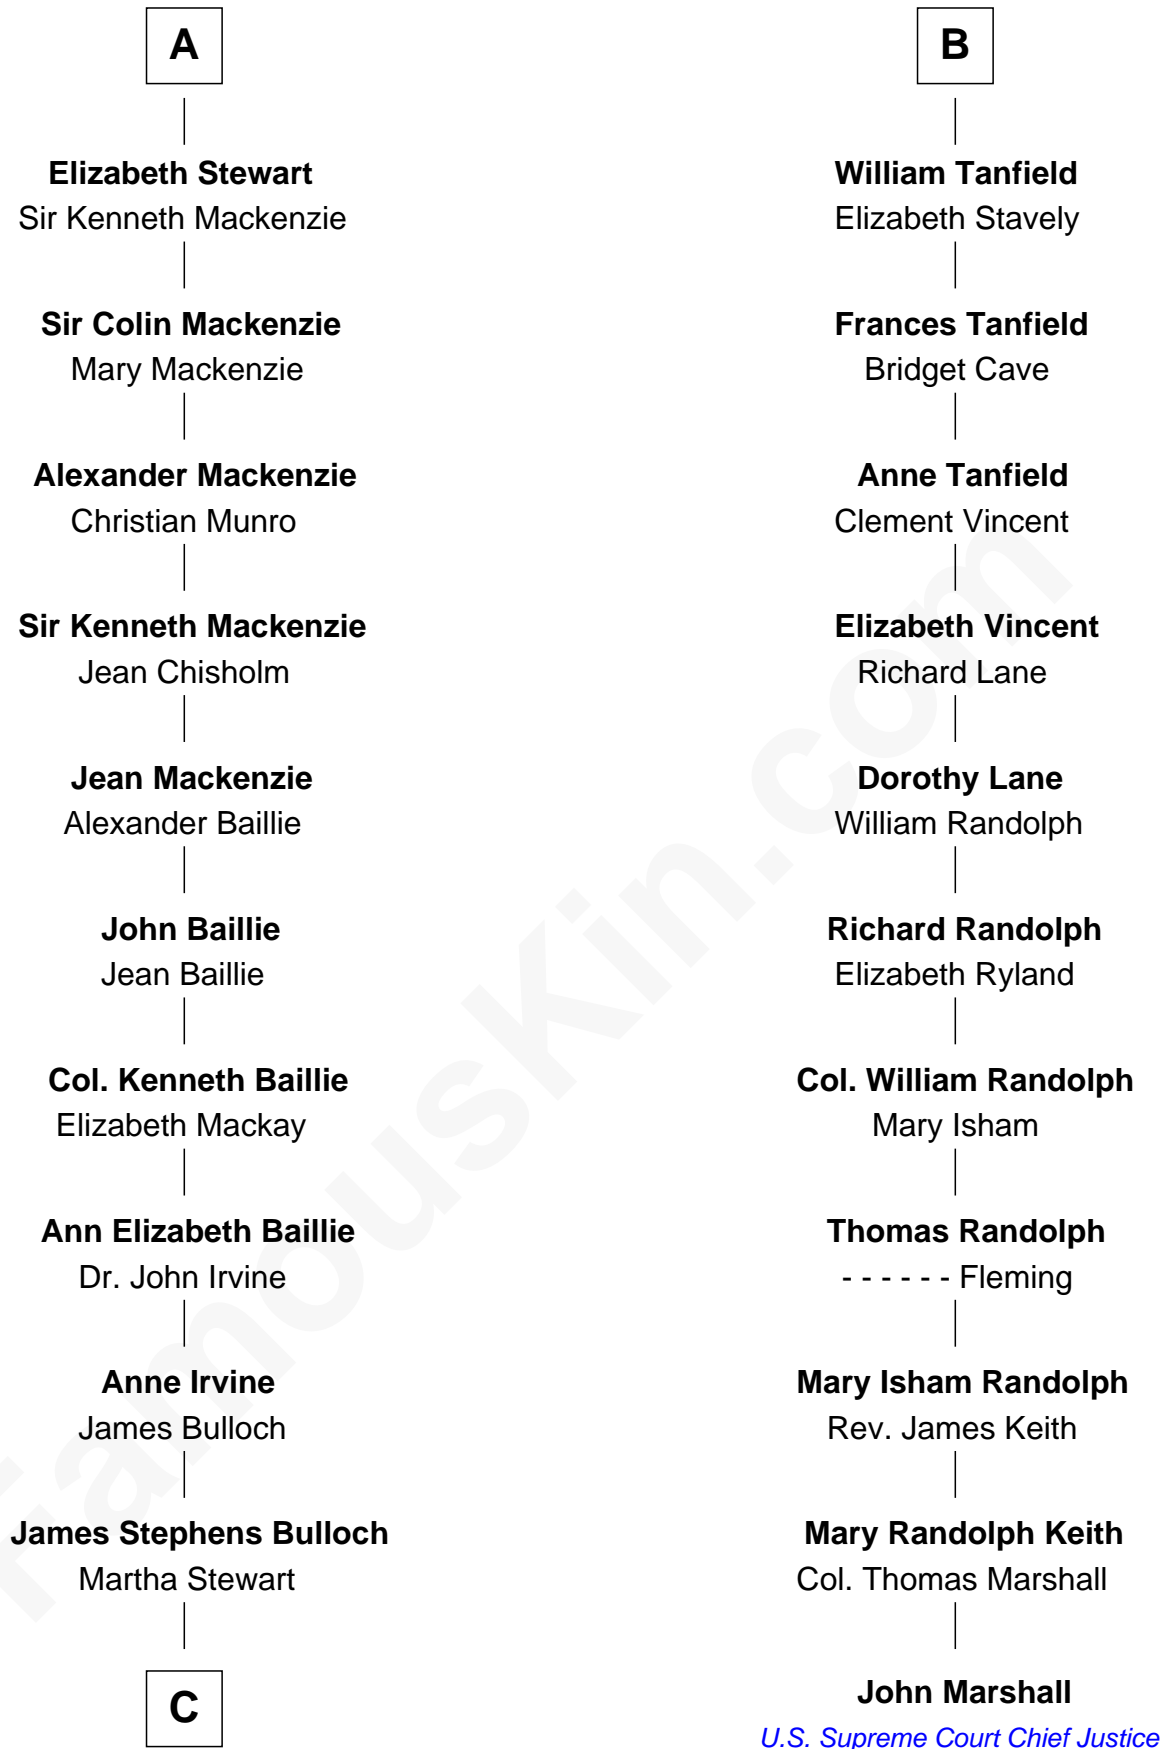 A
Elizabeth Stewart
Sir Kenneth Mackenzie
Sir Colin Mackenzie
Mary Mackenzie
Alexander Mackenzie
Christian Munro
Sir Kenneth Mackenzie
Jean Chisholm
Jean Mackenzie
Alexander Baillie
John Baillie
Jean Baillie
Col. Kenneth Baillie
Elizabeth Mackay
Ann Elizabeth Baillie
Dr. John Irvine
Anne Irvine
James Bulloch
James Stephens Bulloch
Martha Stewart
C
B
William Tanfield
Elizabeth Stavely
Frances Tanfield
Bridget Cave
Anne Tanfield
Clement Vincent
Elizabeth Vincent
Richard Lane
Dorothy Lane
William Randolph
Richard Randolph
Elizabeth Ryland
Col. William Randolph
Mary Isham
Thomas Randolph
- - - - - - Fleming
Mary Isham Randolph
Rev. James Keith
Mary Randolph Keith
Col. Thomas Marshall
John Marshall
U.S. Supreme Court Chief Justice
FamousKin.com